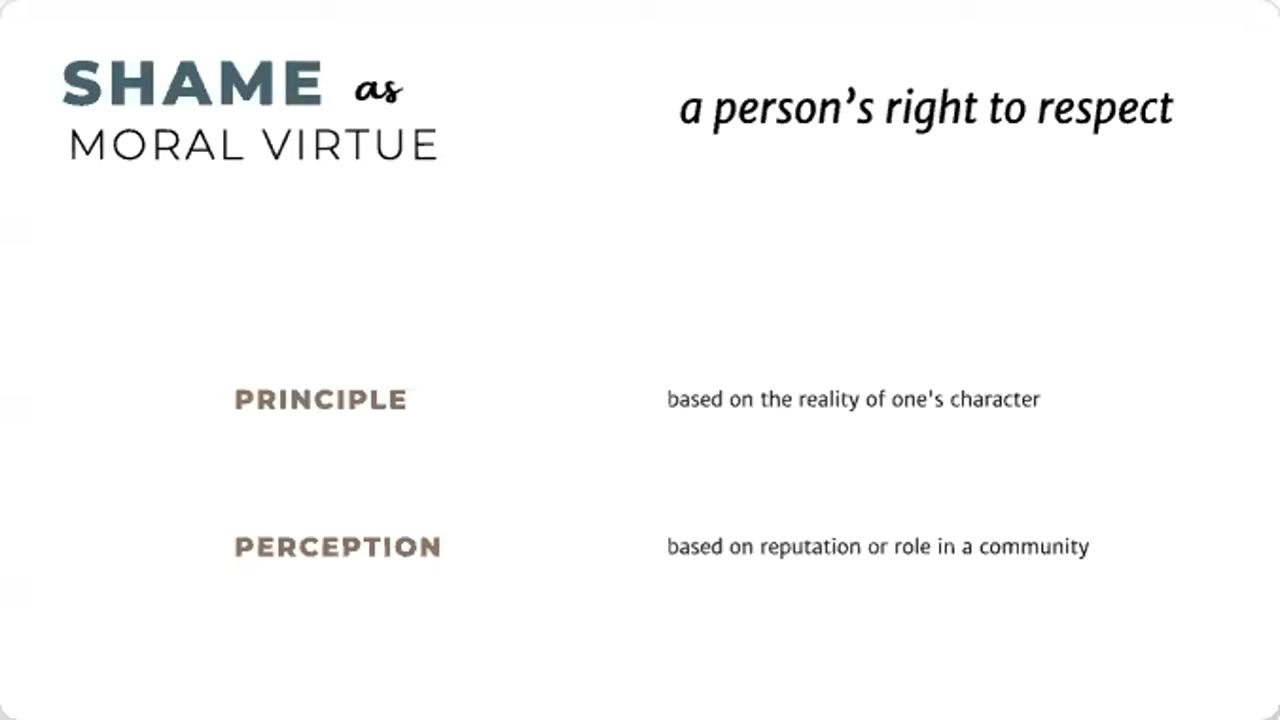 SHAME as
MORAL VIRTUE
a person’s right to respect
PRINCIPLE
based on the reality of one's character
PERCEPTION
based on reputation or role in a community